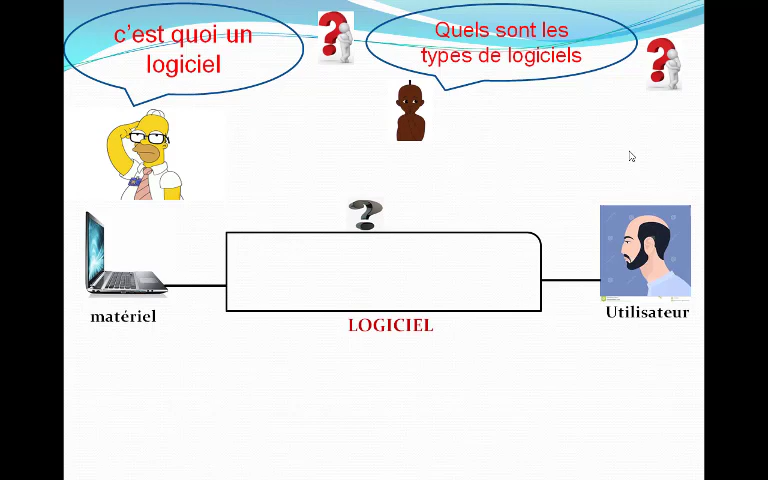 c'est quoi un
logiciel
Quels sont les
types de logiciels
matériel
LOGICIEL
Utilisateur